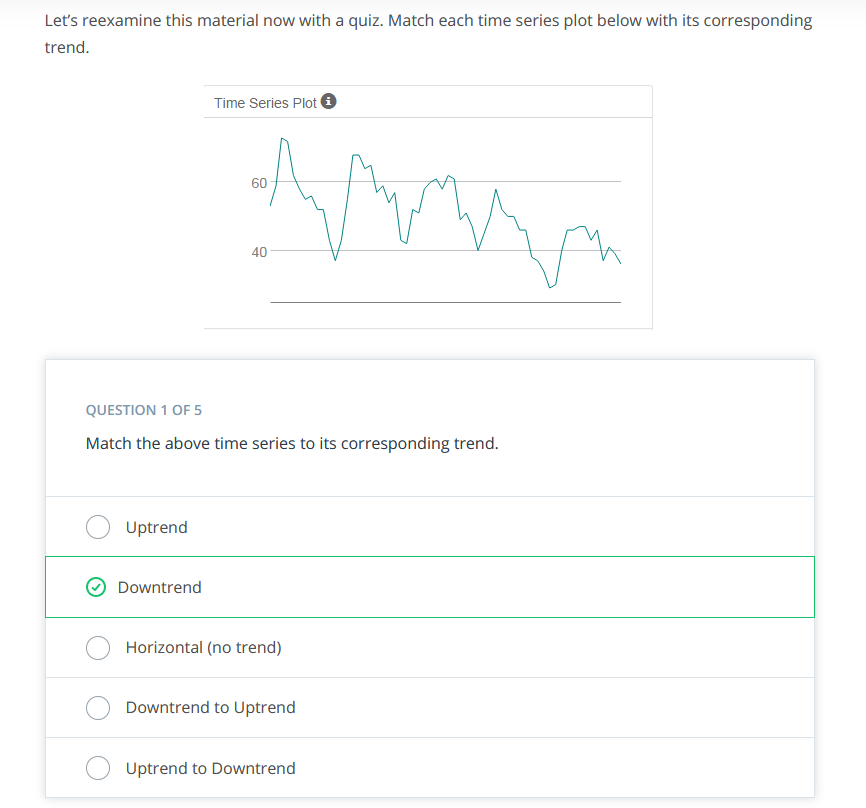 Let's reexamine this material now with a quiz. Match each time series plot below with its corresponding
trend.
Time Series Plot
60
40
QUESTION 1 OF 5
Match the above time series to its corresponding trend.
Uptrend
Downtrend
Horizontal (no trend)
Downtrend to Uptrend
Uptrend to Downtrend